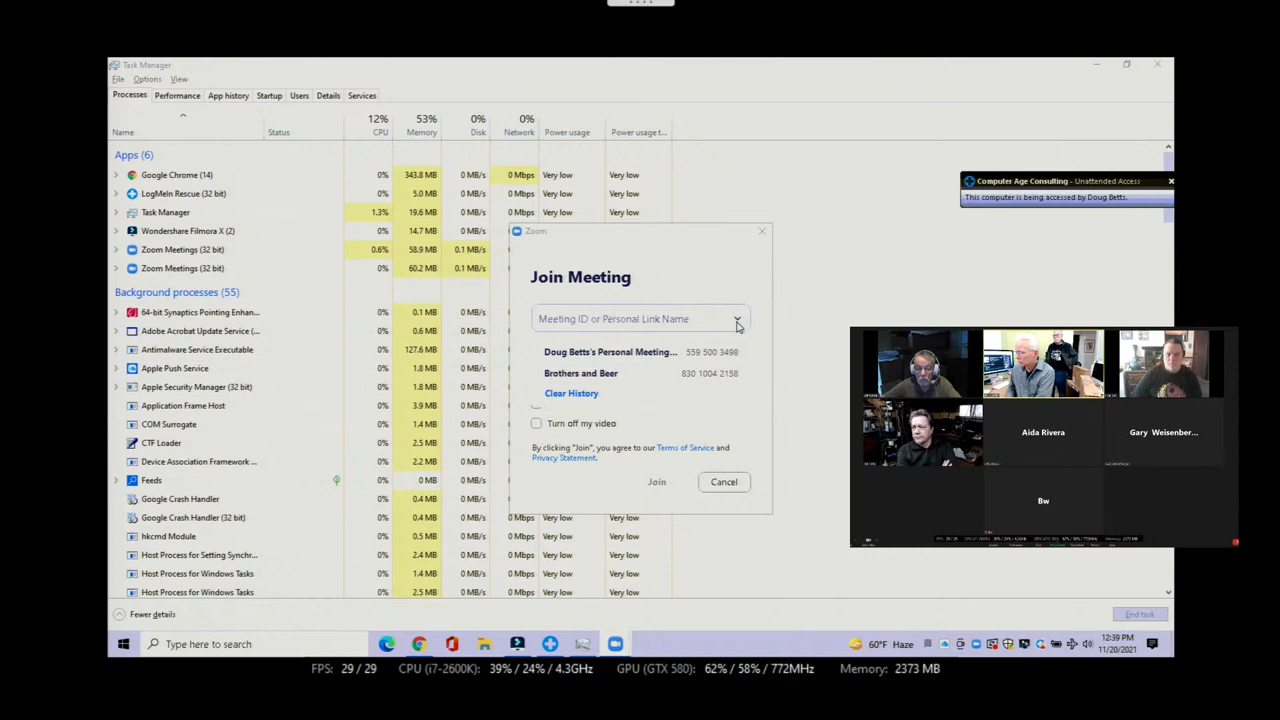 Task Manager
File Options View
Processes Performance App history Startup Users Details Services
12% 53% 0% 0%
Name Status CPU Memory Disk Network Power usage Power usage t...
Apps (6)
Google Chrome (14) 0% 343.8 MB 0 MB/s 0 Mbps Very low Very low
LogMeIn Rescue (32 bit) 0% 5.0 MB 0 MB/s 0 Mbps Very low Very low
Task Manager 1.3% 19.6 MB 0 MB/s 0 Mbps Very low Very low
Wondershare Filmora X (2) 0% 14.7 MB 0 MB/s
Zoom Meetings (32 bit) 0.6% 58.9 MB 0.1 MB/s
Zoom Meetings (32 bit) 0% 60.2 MB 0.1 MB/s
Background processes (55)
64-bit Synaptics Pointing Enhan... 0% 0.1 MB 0 MB/s
Adobe Acrobat Update Service (... 0% 0.6 MB 0 MB/s
Antimalware Service Executable 0% 127.6 MB 0 MB/s
Apple Push Service 0% 1.8 MB 0 MB/s
Apple Security Manager (32 bit) 0% 1.8 MB 0 MB/s
Application Frame Host 0% 3.9 MB 0 MB/s
COM Surrogate 0% 1.4 MB 0 MB/s
CTF Loader 0% 2.5 MB 0 MB/s
Device Association Framework ... 0% 2.2 MB 0 MB/s
Feeds 0% 0 MB 0 MB/s
Google Crash Handler 0% 0.4 MB 0 MB/s
Google Crash Handler (32 bit) 0% 0.4 MB 0 MB/s 0 Mbps Very low Very low
hkcmd Module 0% 0.5 MB 0 MB/s 0 Mbps Very low Very low
Host Process for Setting Synchr... 0% 2.4 MB 0 MB/s 0 Mbps Very low Very low
Host Process for Windows Tasks 0% 1.4 MB 0 MB/s 0 Mbps Very low Very low
Host Process for Windows Tasks 0% 2.5 MB 0 MB/s 0 Mbps Very low Very low
Fewer details End task
Zoom
Join Meeting
Meeting ID or Personal Link Name
Doug Betts's Personal Meeting... 559 500 3498
Brothers and Beer 830 1004 2158
Clear History
Turn off my video
By clicking "Join", you agree to our Terms of Service and
Privacy Statement.
Join Cancel
Computer Age Consulting - Unattended Access
This computer is being accessed by Doug Betts.
Aida Rivera Gary Weisenber...
Bw
Type here to search 60°F Haze 12:39 PM
11/20/2021
FPS: 29 / 29 CPU (i7-2600K): 39% / 24% / 4.3GHz GPU (GTX 580): 62% / 58% / 772MHz Memory: 2373 MB